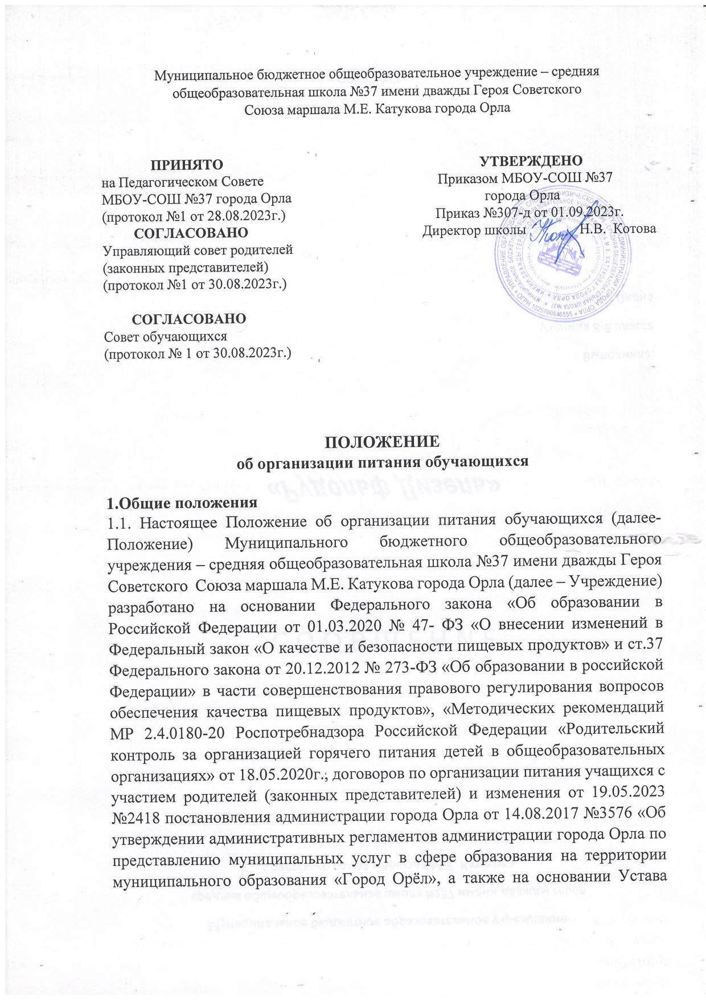 Муниципальное бюджетное общеобразовательное учреждение – средняя
общеобразовательная школа №37 имени дважды Героя Советского
Союза маршала М.Е. Катукова города Орла
ПРИНЯТО
на Педагогическом Совете
МБОУ-СОШ №37 города Орла
(протокол №1 от 28.08.2023г.)
СОГЛАСОВАНО
Управляющий совет родителей
(законных представителей)
(протокол №1 от 30.08.2023г.)
СОГЛАСОВАНО
Совет обучающихся
(протокол № 1 от 30.08.2023г.)
УТВЕРЖДЕНО
Приказом МБОУ-СОШ №37
города Орла
Приказ №307-д от 01.09.2023г.
Директор школы Н.В. Котова
ОГРН 1025700846555
ПОЛОЖЕНИЕ
об организации питания обучающихся
1.Общие положения
1.1. Настоящее Положение об организации питания обучающихся (далее-
Положение) Муниципального бюджетного общеобразовательного
учреждения – средняя общеобразовательная школа №37 имени дважды Героя
Советского Союза маршала М.Е. Катукова города Орла (далее – Учреждение)
разработано на основании Федерального закона «Об образовании в
Российской Федерации от 01.03.2020 № 47- ФЗ «О внесении изменений в
Федеральный закон «О качестве и безопасности пищевых продуктов» и ст.37
Федерального закона от 20.12.2012 № 273-ФЗ «Об образовании в российской
Федерации» в части совершенствования правового регулирования вопросов
обеспечения качества пищевых продуктов», «Методических рекомендаций
МР 2.4.0180-20 Роспотребнадзора Российской Федерации «Родительский
контроль за организацией горячего питания детей в общеобразовательных
организациях» от 18.05.2020г., договоров по организации питания учащихся с
участием родителей (законных представителей) и изменения от 19.05.2023
№2418 постановления администрации города Орла от 14.08.2017 №3576 «Об
утверждении административных регламентов администрации города Орла по
представлению муниципальных услуг в сфере образования на территории
муниципального образования «Город Орёл», а также на основании Устава